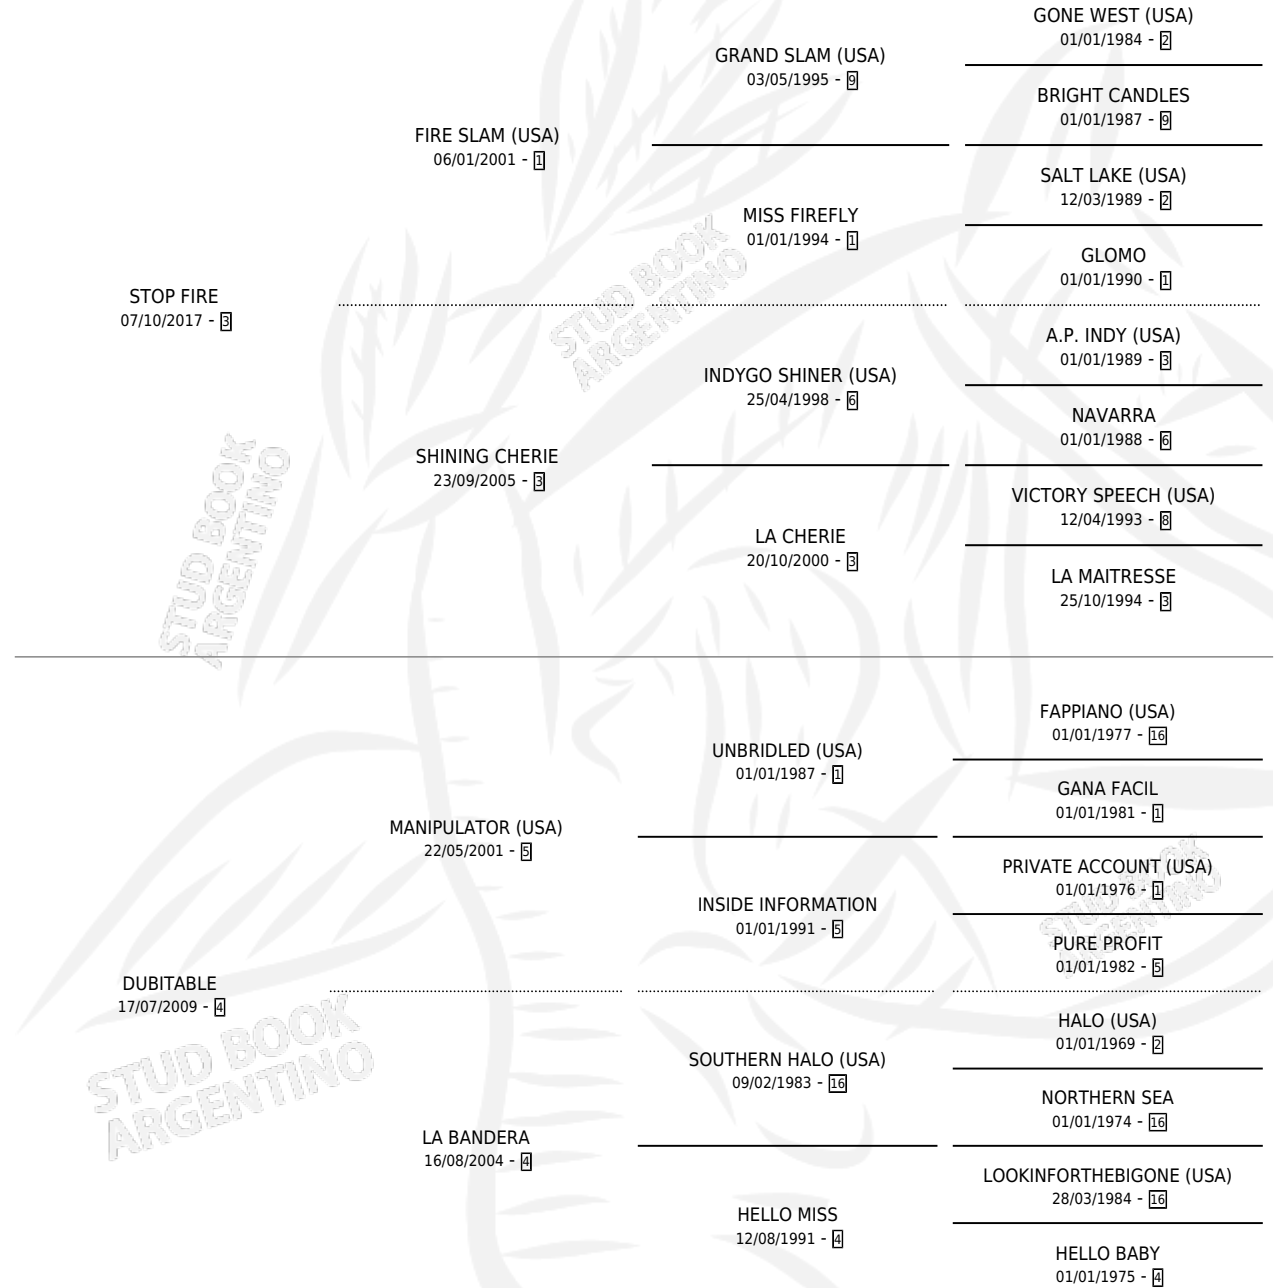 GONE WEST (USA)
01/01/1984 - 2
GRAND SLAM (USA)
03/05/1995 - 9
BRIGHT CANDLES
01/01/1987 - 9
FIRE SLAM (USA)
06/01/2001 - 1
SALT LAKE (USA)
12/03/1989 - 2
MISS FIREFLY
01/01/1994 - 1
GLOMO
01/01/1990 - 1
STOP FIRE
07/10/2017 - 3
A.P. INDY (USA)
01/01/1989 - 3
INDYGO SHINER (USA)
25/04/1998 - 6
NAVARRA
01/01/1988 - 6
SHINING CHERIE
23/09/2005 - 3
VICTORY SPEECH (USA)
12/04/1993 - 8
LA CHERIE
20/10/2000 - 3
LA MAITRESSE
25/10/1994 - 3
STUD BOOK
ARGENTINO
STUD BOOK
ARGENTINO
FAPPIANO (USA)
01/01/1977 - 16
UNBRIDLED (USA)
01/01/1987 - 1
GANA FACIL
01/01/1981 - 1
MANIPULATOR (USA)
22/05/2001 - 5
PRIVATE ACCOUNT (USA)
01/01/1976 - 1
INSIDE INFORMATION
01/01/1991 - 5
PURE PROFIT
01/01/1982 - 5
DUBITABLE
17/07/2009 - 4
HALO (USA)
01/01/1969 - 2
SOUTHERN HALO (USA)
09/02/1983 - 16
NORTHERN SEA
01/01/1974 - 16
LA BANDERA
16/08/2004 - 4
LOOKINFORTHEBIGONE (USA)
28/03/1984 - 16
HELLO MISS
12/08/1991 - 4
HELLO BABY
01/01/1975 - 4
STUD BOOK
ARGENTINO
STUD BOOK
ARGENTINO